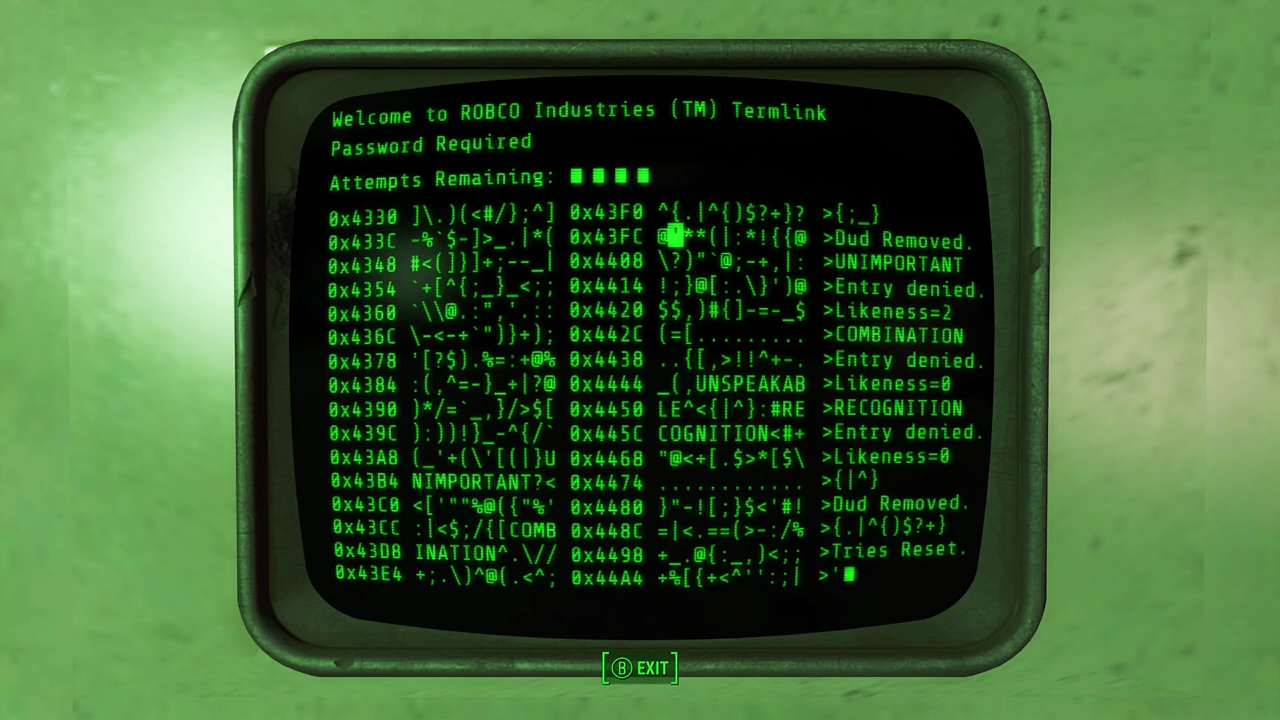 Welcome to ROBCO Industries (TM) Termlink
Password Required
Attempts Remaining: ■ ■ ■ ■
0x4330 ]\.)(<#/};^] 0x43F0 ^{.|^{)$?+}? >{;_}
0x433C -%`$-]>_.|*( 0x43FC @'**(|:*!{{@ >Dud Removed.
0x4348 #<(]}]+;--_| 0x4408 \?)"`@;-+,|: >UNIMPORTANT
0x4354 `+[^{;_}_<;; 0x4414 !;}@[:.\}')@ >Entry denied.
0x4360 `\\@.:",'.:: 0x4420 $$,)#{]-=-_$ >Likeness=2
0x436C \-<-+`")}+); 0x442C (=[......... >COMBINATION
0x4378 '[?$).%=:+@% 0x4438 ..{[,>!!^+-. >Entry denied.
0x4384 :(,^=-}_+|?@ 0x4444 _(,UNSPEAKAB >Likeness=0
0x4390 )*/=`_,}/>$[ 0x4450 LE^<{|^}:#RE >RECOGNITION
0x439C ):))!}_-^{/` 0x445C COGNITION<#+ >Entry denied.
0x43A8 (_'+(\'[(|}U 0x4468 "@<+[.$>*[$\ >Likeness=0
0x43B4 NIMPORTANT?< 0x4474 ............ >{|^}
0x43C0 <['""%@({"%' 0x4480 }"-![;}$<'#! >Dud Removed.
0x43CC :|<$;/{[COMB 0x448C =|<.==(>-:/% >{.|^{)$?+}
0x43D8 INATION^.\// 0x4498 +_.@{:_,)<;; >Tries Reset.
0x43E4 +;.\)^@(.<^; 0x44A4 +%[{+<^'':;| >'■
[Ⓑ EXIT]